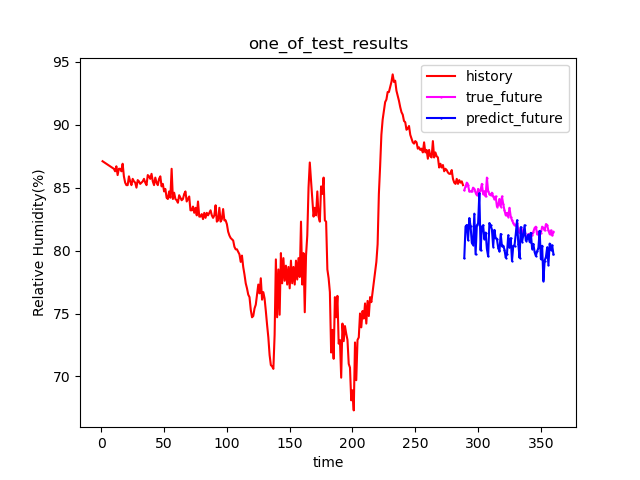 one_of_test_results
history
true_future
predict_future
95
90
85
80
75
70
Relative Humidity(%)
0
50
100
150
200
250
300
350
time